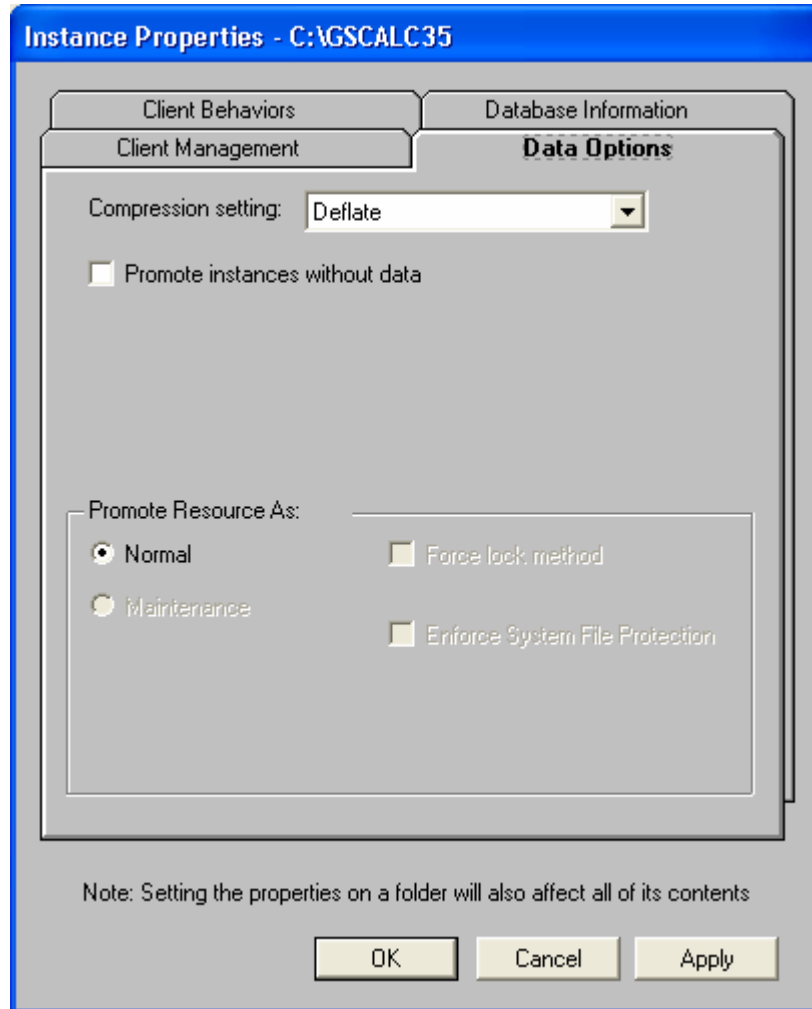 Instance Properties - C:\GSCALC35
Client Behaviors
Database Information
Client Management
Data Options
Compression setting:
Deflate
Promote instances without data
Promote Resource As:
Normal
Force lock method
Maintenance
Enforce System File Protection
Note: Setting the properties on a folder will also affect all of its contents
OK
Cancel
Apply